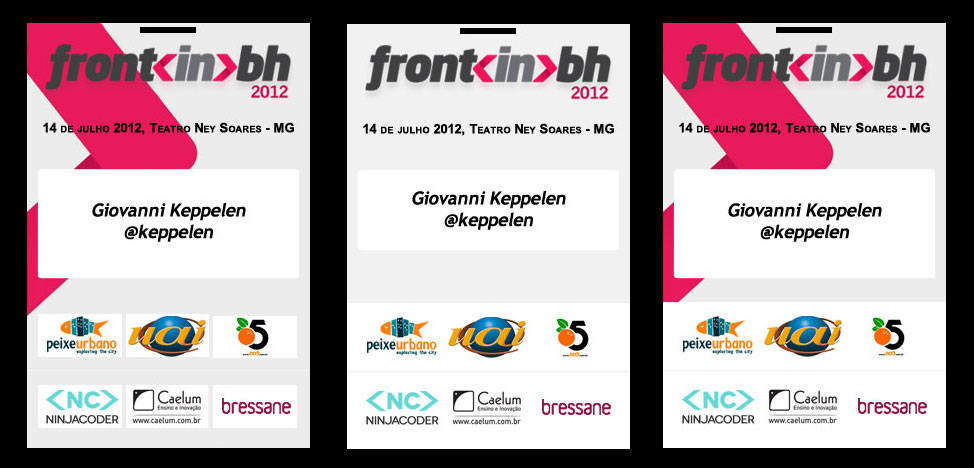 front<in>bh
2012
14 DE JULHO 2012, TEATRO NEY SOARES - MG
Giovanni Keppelen
@keppelen
peixeurbano
exploring the city
uai
5
<NC>
NINJACODER
Caelum
Ensino e Inovação
www.caelum.com.br
bressane
front<in>bh
2012
14 DE JULHO 2012, TEATRO NEY SOARES - MG
Giovanni Keppelen
@keppelen
peixeurbano
exploring the city
uai
5
<NC>
NINJACODER
Caelum
Ensino e Inovação
www.caelum.com.br
bressane
front<in>bh
2012
14 DE JULHO 2012, TEATRO NEY SOARES - MG
Giovanni Keppelen
@keppelen
peixeurbano
exploring the city
uai
5
<NC>
NINJACODER
Caelum
Ensino e Inovação
www.caelum.com.br
bressane